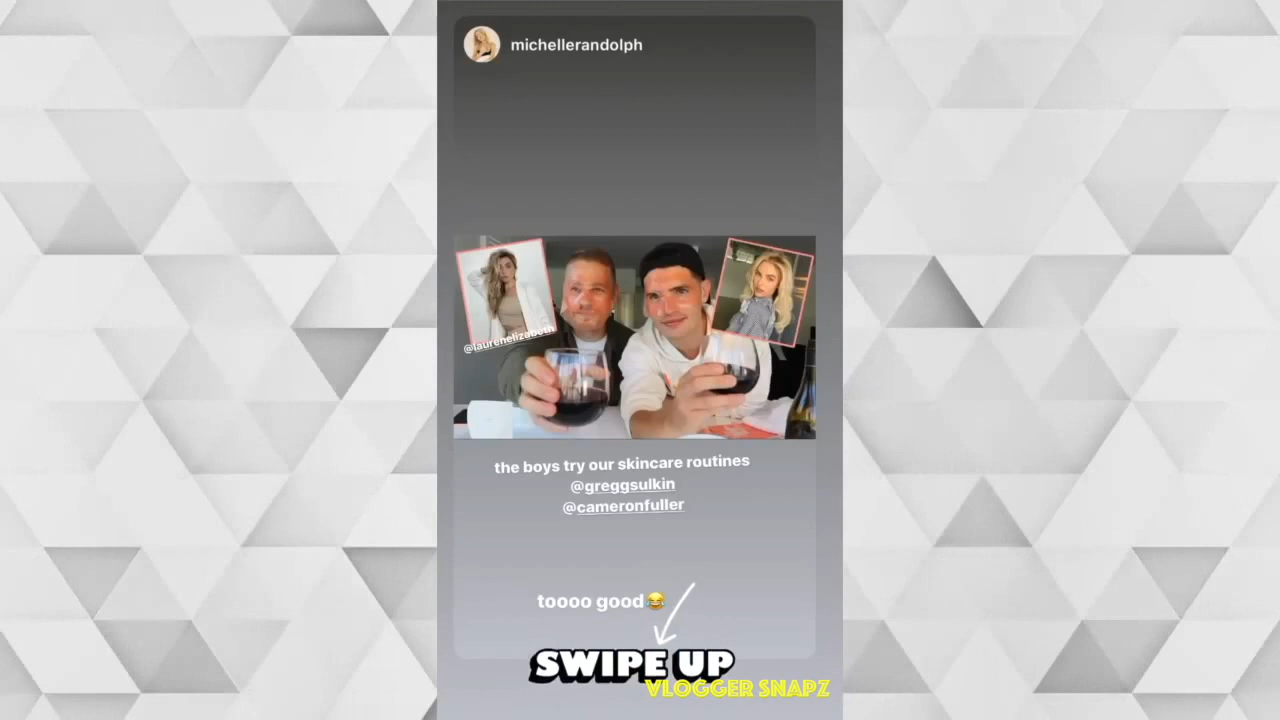 michellerandolph
@laurenelizabeth
the boys try our skincare routines
@greggsulkin
@cameronfuller
toooo good😂
SWIPE UP
VLOGGER SNAPZ